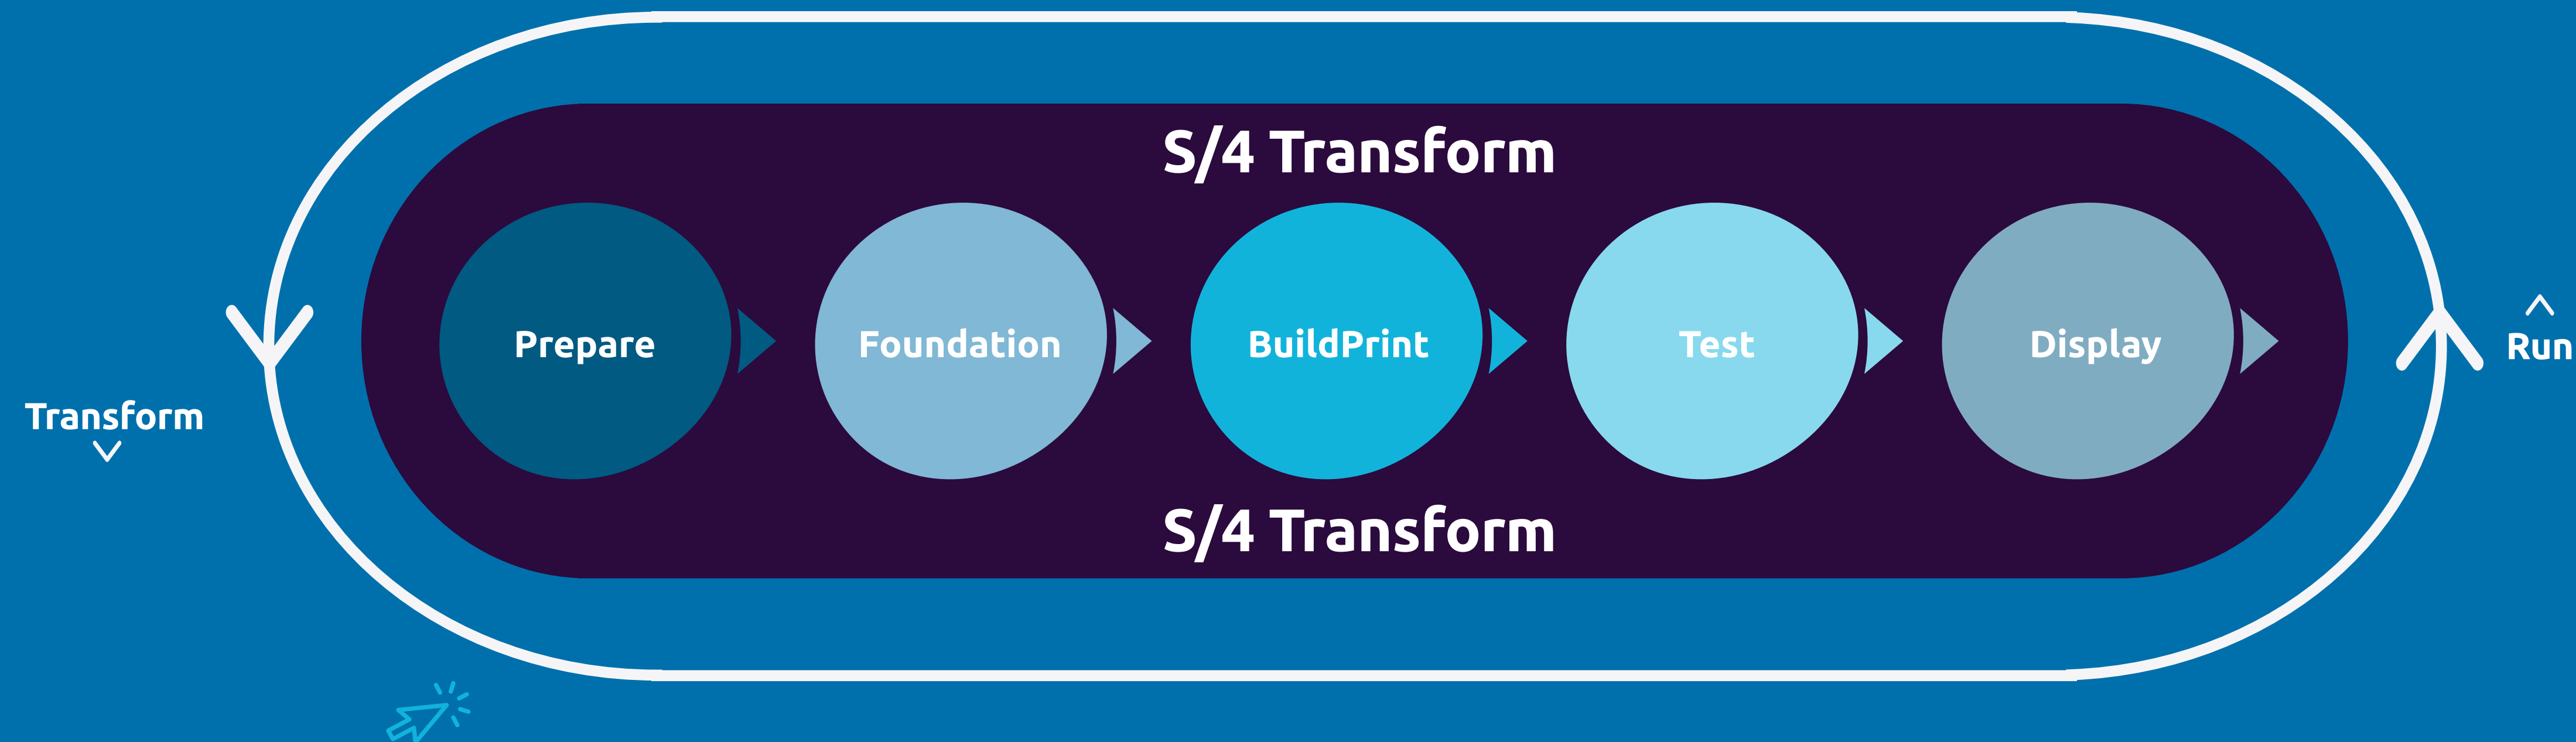 S/4 Transform
Prepare
Foundation
BuildPrint
Test
Display
Run
Transform
S/4 Transform